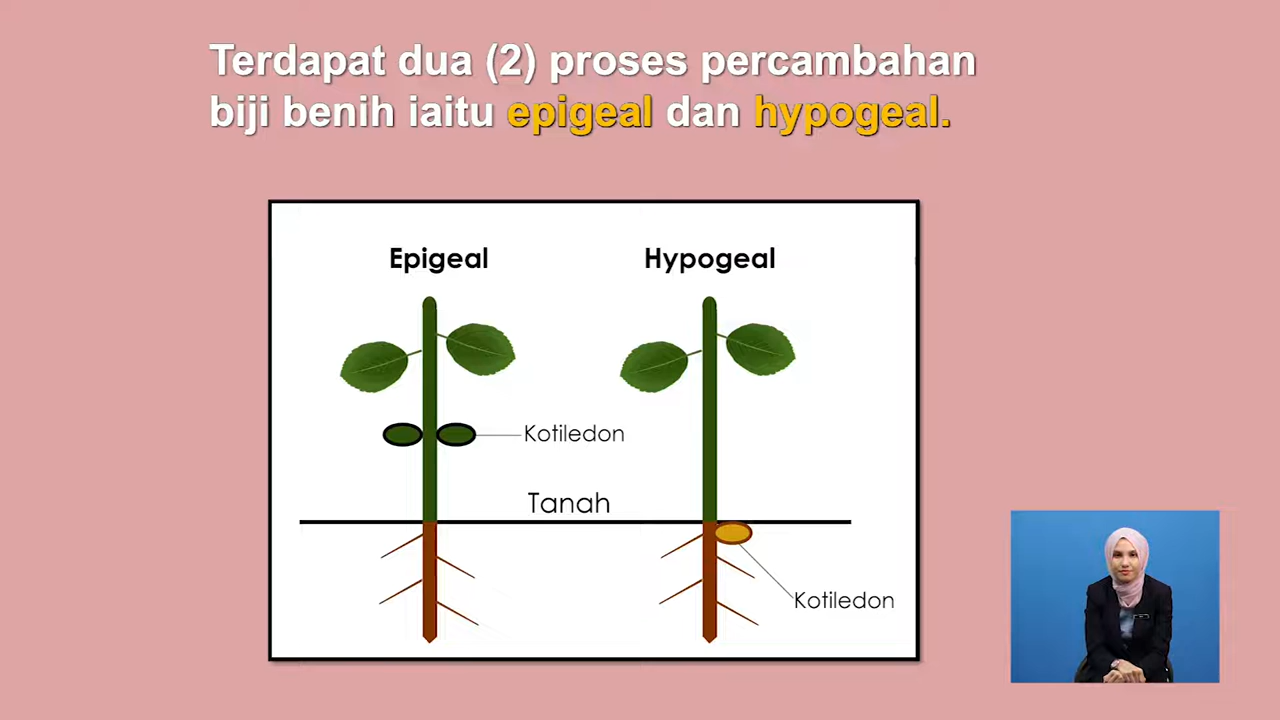 Terdapat dua (2) proses percambahan
biji benih iaitu epigeal dan hypogeal.
Epigeal
Hypogeal
Kotiledon
Tanah
Kotiledon